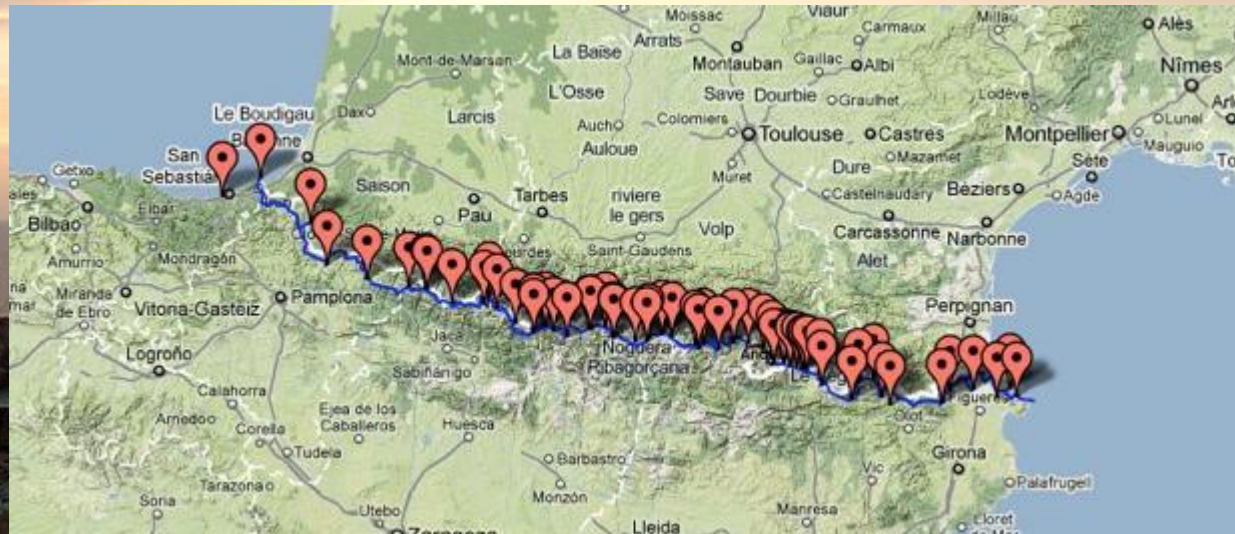 Moissac
Viaur
Millau
Alès
Arrats
Carmaux
La Baïse
Montauban
Gaillac
Albi
Nîmes
Mont-de-Marsan
L'Osse
Save
Dourbie
Graulhet
Lodève
Le Boudigau
Dax
Larcis
Auch
Colomiers
Toulouse
Castres
Montpellier
Lunel
Auloue
Mazamet
Mauguio
San
Sebastiá
Saison
Muret
Dure
Sète
Getxo
Castelnaudary
Béziers
Agde
Bilbao
Eibar
Pau
Tarbes
riviere
le gers
Volp
Carcassonne
Narbonne
Amurrio
Mondragón
Saint-Gaudens
Alet
Miranda
de Ebro
Vitoria-Gasteiz
Pamplona
Perpignan
Logroño
Jaca
Sabiñánigo
Noguera
Ribagorçana
Calahorra
Figueres
Arnedo
Ejea de los
Caballeros
Olot
Corella
Huesca
Girona
Tudela
Barbastro
Vic
Tarazona
Monzón
Palafrugell
Soria
Utebo
Manresa
Lleida
Lloret